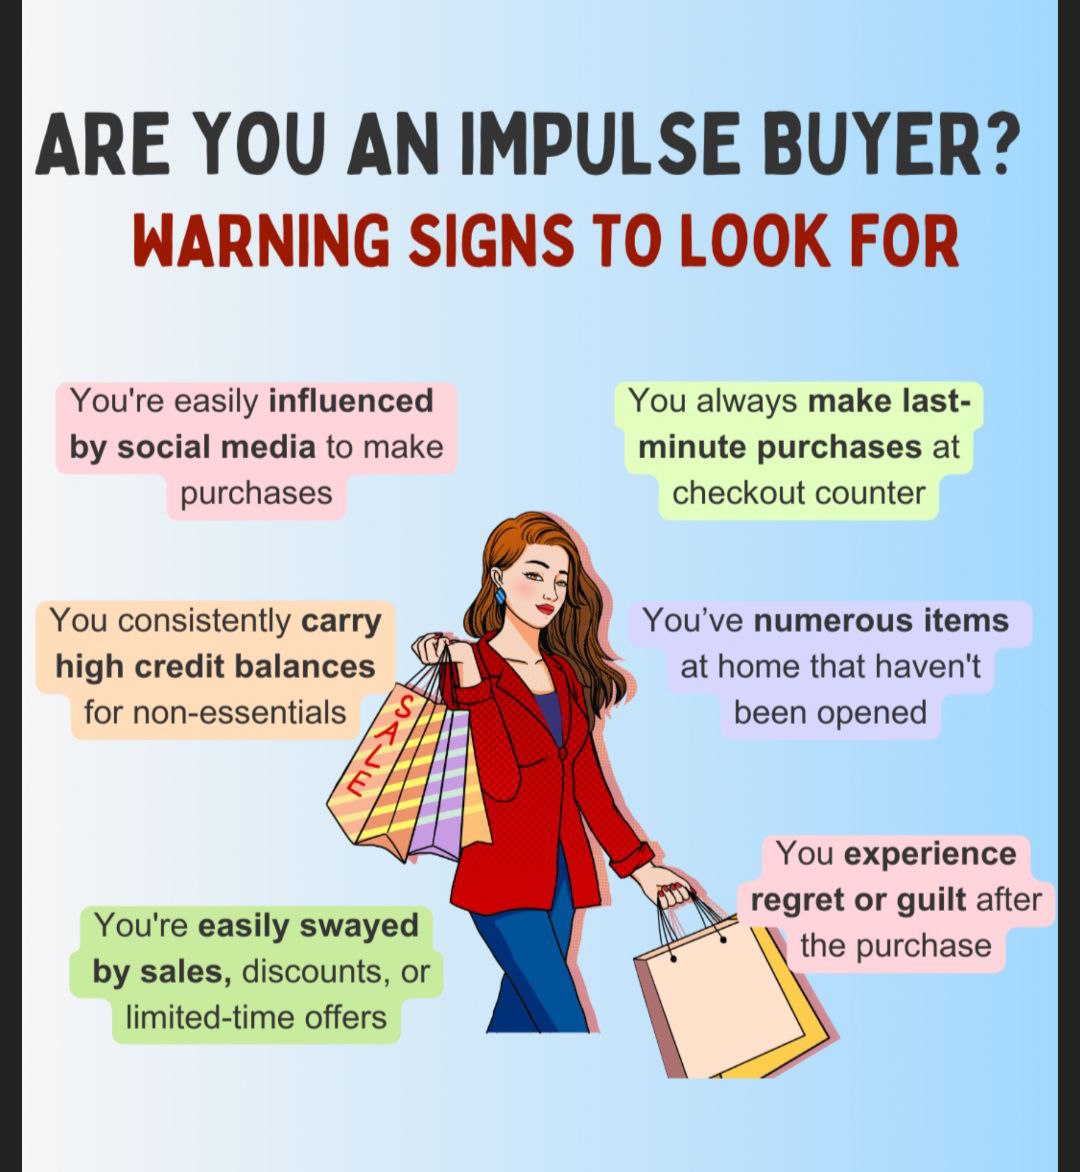 ARE YOU AN IMPULSE BUYER?
WARNING SIGNS TO LOOK FOR
You're easily influenced
by social media to make
purchases
You always make last-
minute purchases at
checkout counter
You consistently carry
high credit balances
for non-essentials
You’ve numerous items
at home that haven't
been opened
SALE
You experience
regret or guilt after
the purchase
You're easily swayed
by sales, discounts, or
limited-time offers